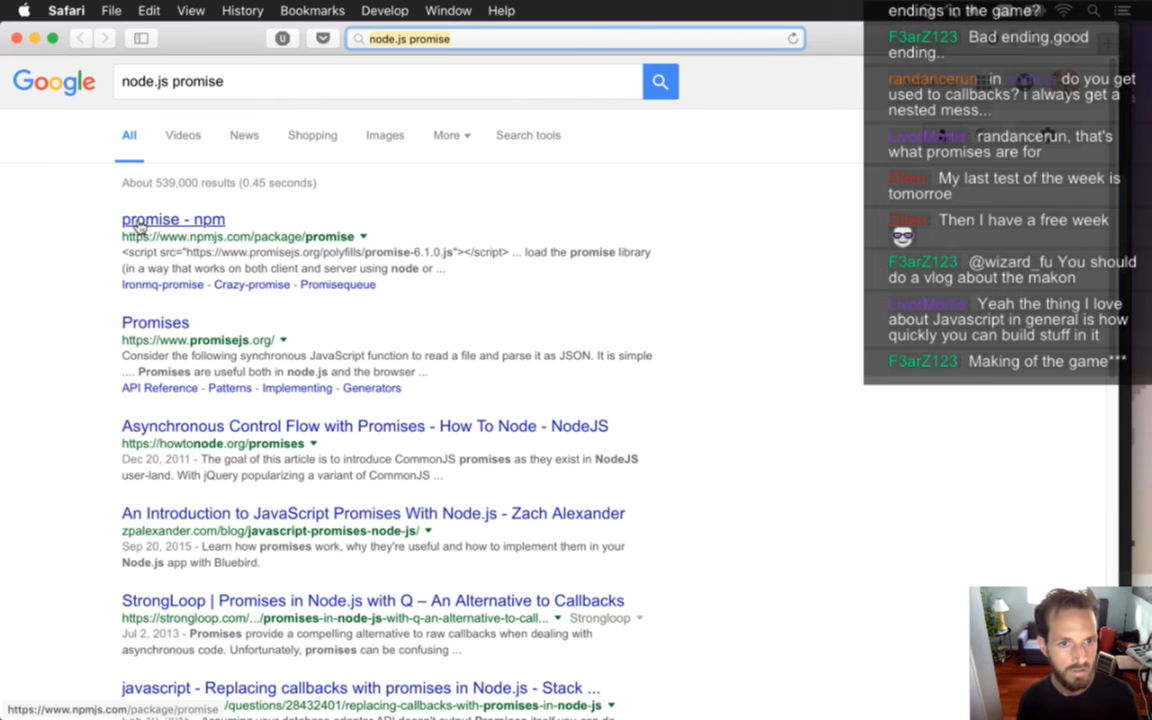 Safari File Edit View History Bookmarks Develop Window Help
node.js promise
Google
node.js promise
All Videos News Shopping Images More Search tools
About 539,000 results (0.45 seconds)
promise - npm
https://www.npmjs.com/package/promise
<script src="https://www.promisejs.org/polyfills/promise-6.1.0.js"></script> ... load the promise library
(in a way that works on both client and server using node or ...
Ironmq-promise - Crazy-promise - Promisequeue
Promises
https://www.promisejs.org/
Consider the following synchronous JavaScript function to read a file and parse it as JSON. It is simple
.... Promises are useful both in node.js and the browser ...
API Reference - Patterns - Implementing - Generators
Asynchronous Control Flow with Promises - How To Node - NodeJS
https://howtonode.org/promises
Dec 20, 2011 - The goal of this article is to introduce CommonJS promises as they exist in NodeJS
user-land. With jQuery popularizing a variant of CommonJS ...
An Introduction to JavaScript Promises With Node.js - Zach Alexander
zpalexander.com/blog/javascript-promises-node-js/
Sep 20, 2015 - Learn how promises work, why they're useful and how to implement them in your
Node.js app with Bluebird.
StrongLoop | Promises in Node.js with Q – An Alternative to Callbacks
https://strongloop.com/.../promises-in-node-js-with-q-an-alternative-to-call... StrongLoop
Jul 2, 2013 - Promises provide a compelling alternative to raw callbacks when dealing with
asynchronous code. Unfortunately, promises can be confusing ...
javascript - Replacing callbacks with promises in Node.js - Stack ...
/questions/28432401/replacing-callbacks-with-promises-in-node-js
https://www.npmjs.com/package/promise
endings in the game?
F3arZ123 Bad ending,good
ending..
randancerun in node.js do you get
used to callbacks? i always get a
nested mess...
LivorMortis randancerun, that's
what promises are for
My last test of the week is
tomorroe
Then I have a free week
F3arZ123 @wizard_fu You should
do a vlog about the makon
LivorMortis Yeah the thing I love
about Javascript in general is how
quickly you can build stuff in it
F3arZ123 Making of the game***